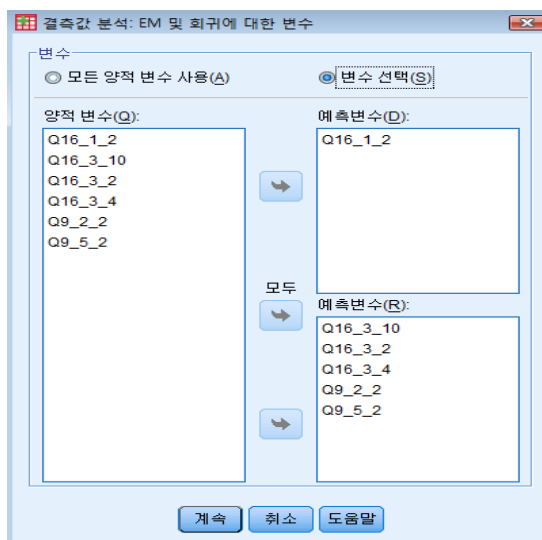 결측값 분석: EM 및 회귀에 대한 변수
변수
모든 양적 변수 사용(A)
변수 선택(S)
양적 변수(Q):
Q16_1_2
Q16_3_10
Q16_3_2
Q16_3_4
Q9_2_2
Q9_5_2
모두
예측변수(D):
Q16_1_2
예측변수(R):
Q16_3_10
Q16_3_2
Q16_3_4
Q9_2_2
Q9_5_2
계속
취소
도움말